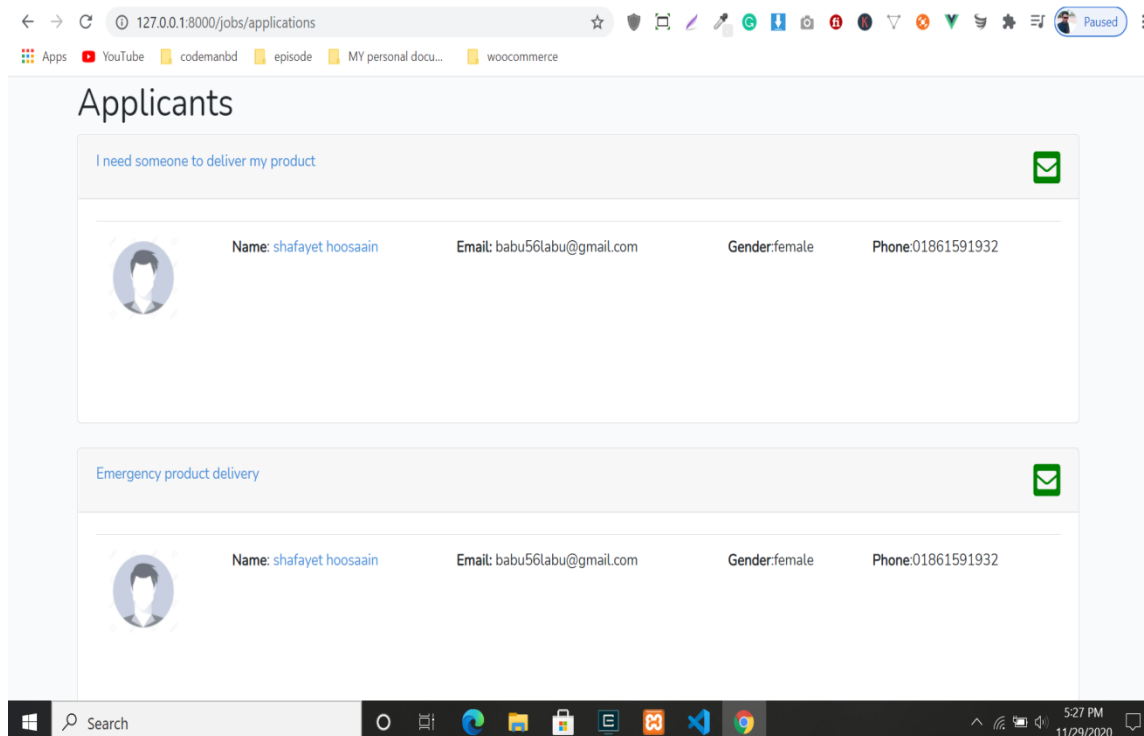 127.0.0.1:8000/jobs/applications
Paused
Apps YouTube codemanbd episode MY personal docu... woocommerce
Applicants
I need someone to deliver my product
Name: shafayet hoosaain Email: babu56labu@gmail.com Gender:female Phone:01861591932
Emergency product delivery
Name: shafayet hoosaain Email: babu56labu@gmail.com Gender:female Phone:01861591932
Search
5:27 PM
11/29/2020